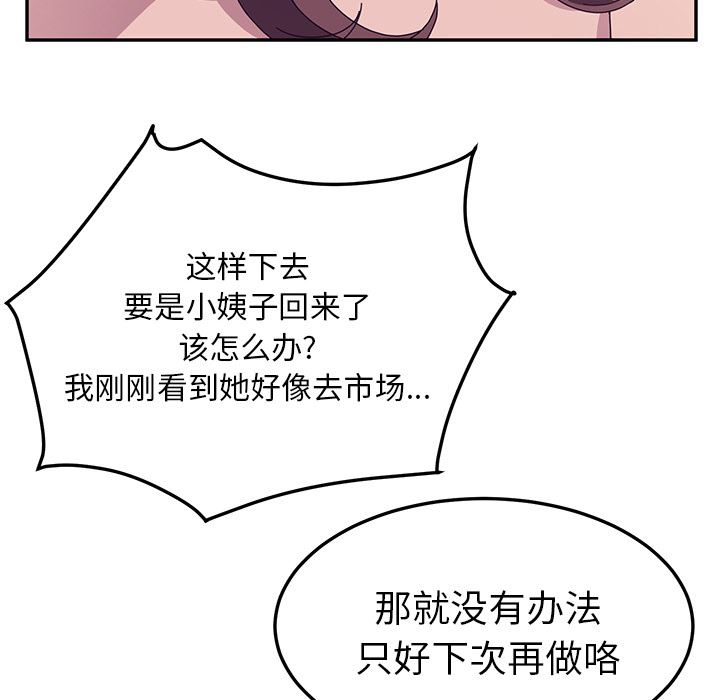 这样下去
要是小姨子回来了
该怎么办?
我刚刚看到她好像去市场...
那就没有办法
只好下次再做咯